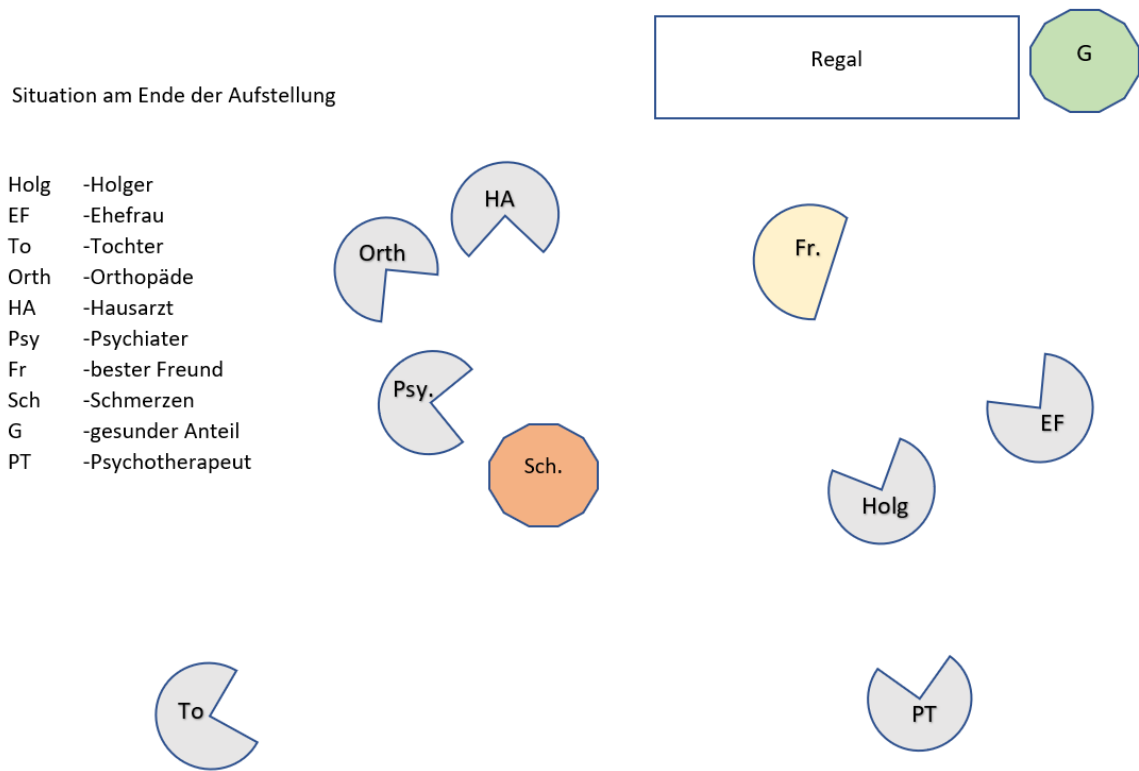 Regal
G
Situation am Ende der Aufstellung
Holg -Holger
EF -Ehefrau
To -Tochter
Orth -Orthopäde
HA -Hausarzt
Psy -Psychiater
Fr -bester Freund
Sch -Schmerzen
G -gesunder Anteil
PT -Psychotherapeut
HA
Orth
Fr.
Psy.
EF
Sch.
Holg
To
PT